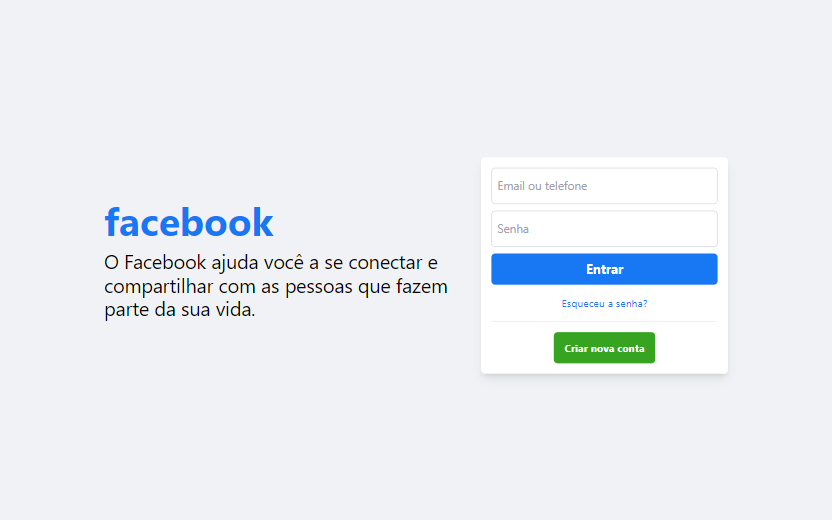 facebook
O Facebook ajuda você a se conectar e
compartilhar com as pessoas que fazem
parte da sua vida.
Email ou telefone
Senha
Entrar
Esqueceu a senha?
Criar nova conta